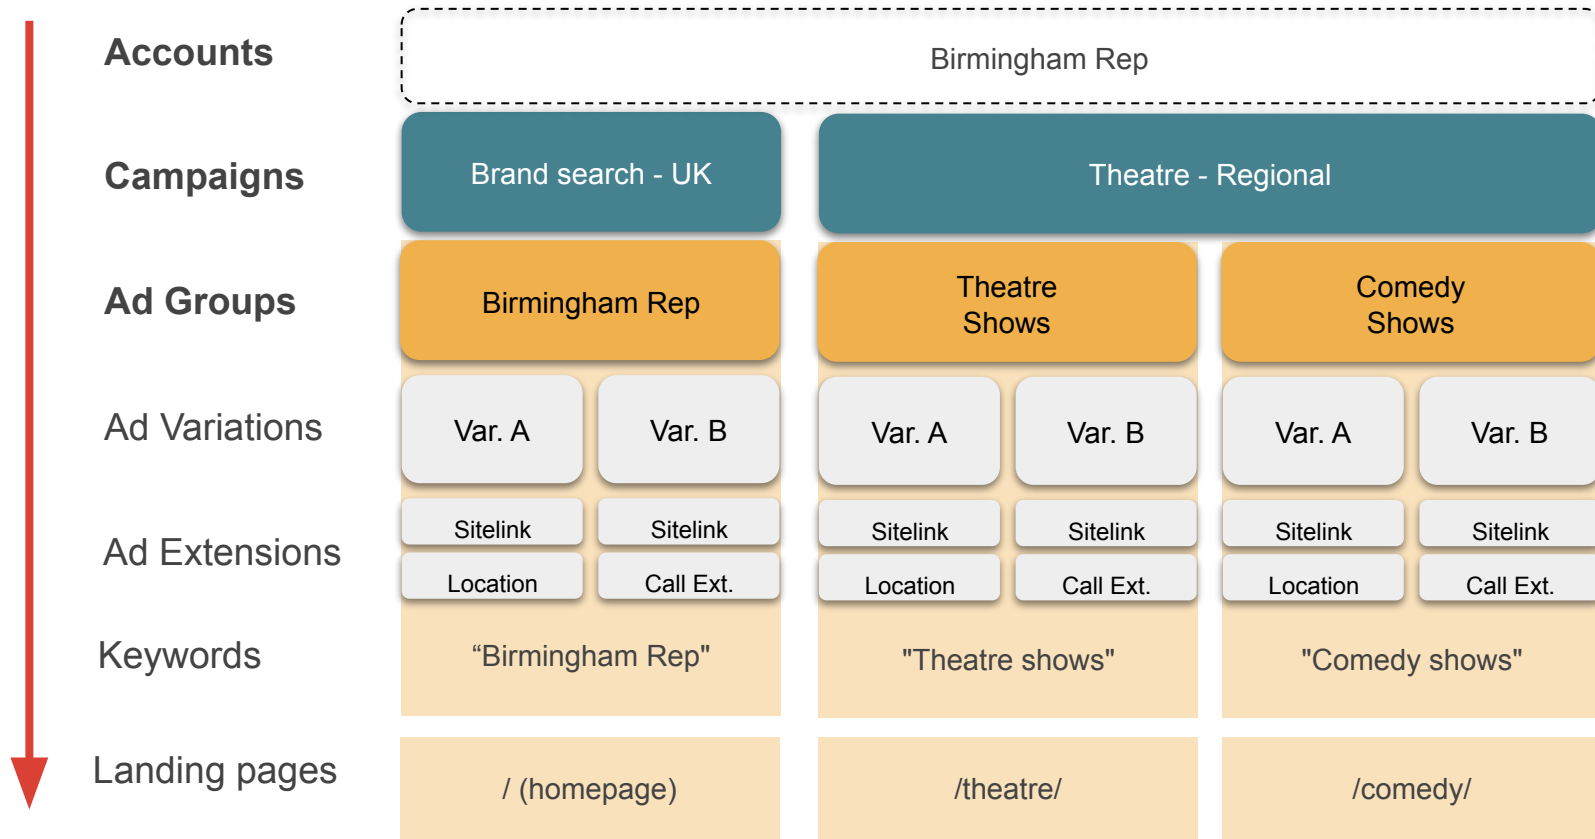 Accounts
Birmingham Rep
Campaigns
Brand search - UK
Theatre - Regional
Ad Groups
Birmingham Rep
Theatre
Shows
Comedy
Shows
Ad Variations
Var. A
Var. B
Var. A
Var. B
Var. A
Var. B
Ad Extensions
Sitelink
Sitelink
Sitelink
Sitelink
Sitelink
Sitelink
Location
Call Ext.
Location
Call Ext.
Location
Call Ext.
Keywords
“Birmingham Rep"
"Theatre shows"
"Comedy shows"
Landing pages
/ (homepage)
/theatre/
/comedy/